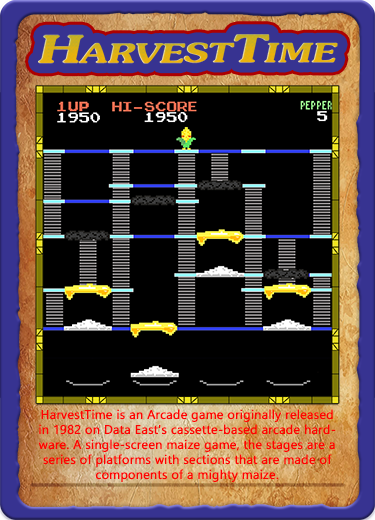 HARVESTTIME
1UP HI-SCORE PEPPER
1950 1950 5
HarvestTime is an Arcade game originally released
in 1982 on Data East's cassette-based arcade hard-
ware. A single-screen maize game, the stages are a
series of platforms with sections that are made of
components of a mighty maize.